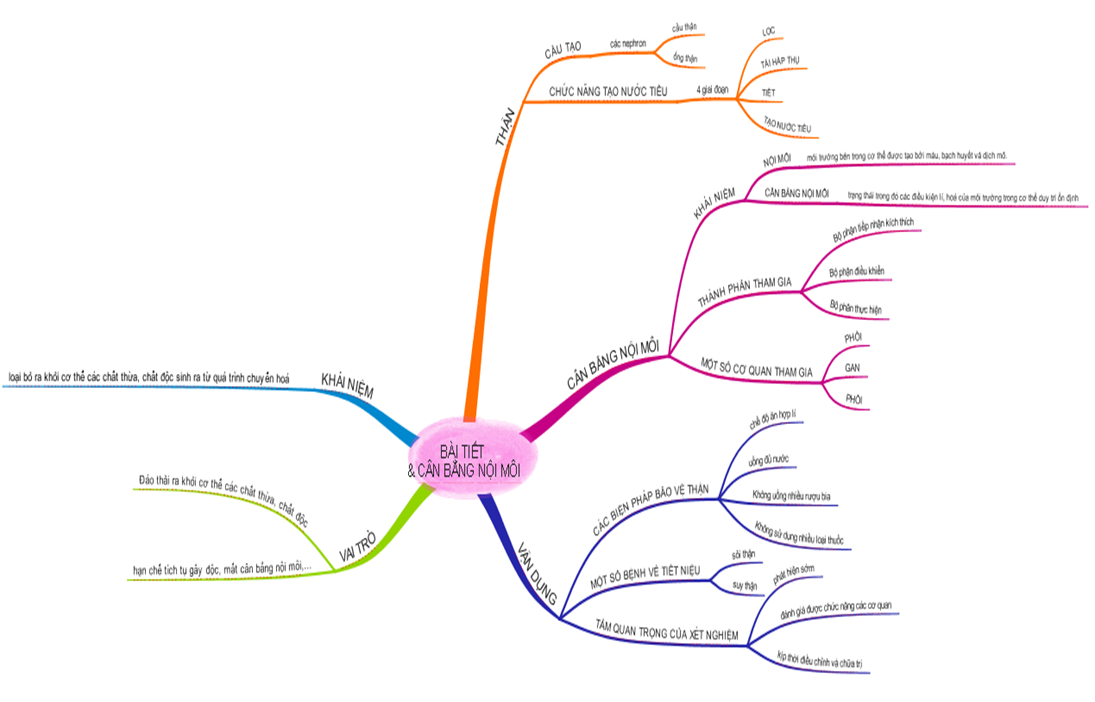 BÀI TIẾT
& CÂN BẰNG NỘI MÔI
THẬN
CẤU TẠO
các nephron
cầu thận
ống thận
CHỨC NĂNG TẠO NƯỚC TIỂU
4 giai đoạn
LỌC
TÁI HẤP THỤ
TIẾT
TẠO NƯỚC TIỂU
CÂN BẰNG NỘI MÔI
KHÁI NIỆM
NỘI MÔI
môi trường bên trong cơ thể được tạo bởi máu, bạch huyết và dịch mô.
CÂN BẰNG NỘI MÔI
trạng thái trong đó các điều kiện lí, hoá của môi trường trong cơ thể duy trì ổn định
THÀNH PHẦN THAM GIA
Bộ phận tiếp nhận kích thích
Bộ phận điều khiển
Bộ phân thực hiện
MỘT SỐ CƠ QUAN THAM GIA
PHỔI
GAN
PHỔI
VẬN DỤNG
CÁC BIỆN PHÁP BẢO VỆ THẬN
chế độ ăn hợp lí
uống đủ nước
Không uống nhiều rượu bia
Không sử dụng nhiều loại thuốc
MỘT SỐ BỆNH VỀ TIẾT NIỆU
sỏi thận
suy thận
TẦM QUAN TRỌNG CỦA XÉT NGHIỆM
phát hiện sớm
đánh giá được chức năng các cơ quan
kịp thời điều chỉnh và chữa trị
KHÁI NIỆM
loại bỏ ra khỏi cơ thể các chất thừa, chất độc sinh ra từ quá trình chuyển hoá
VAI TRÒ
Đào thải ra khỏi cơ thể các chất thừa, chất độc
hạn chế tích tụ gây độc, mất cân bằng nội môi,...